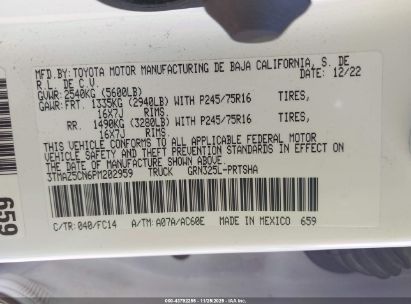 MFD.BY:TOYOTA MOTOR MANUFACTURING DE BAJA CALIFORNIA, S. DE
R.L. DE C.V. DATE: 12/22
GVWR:2540KG (5600LB)
GAWR:FRT. 1335KG (2940LB) WITH P245/75R16 TIRES,
16X7J RIMS
RR. 1490KG (3280LB) WITH P245/75R16 TIRES,
16X7J RIMS
THIS VEHICLE CONFORMS TO ALL APPLICABLE FEDERAL MOTOR
VEHICLE SAFETY AND THEFT PREVENTION STANDARDS IN EFFECT
ON THE DATE OF MANUFACTURE SHOWN ABOVE.
3TMAZ5CN6PM202959 TRUCK GRN325L-PRTSHA
C/TR:040/FC14 A/TM:A07A/AC60E MADE IN MEXICO 659
659